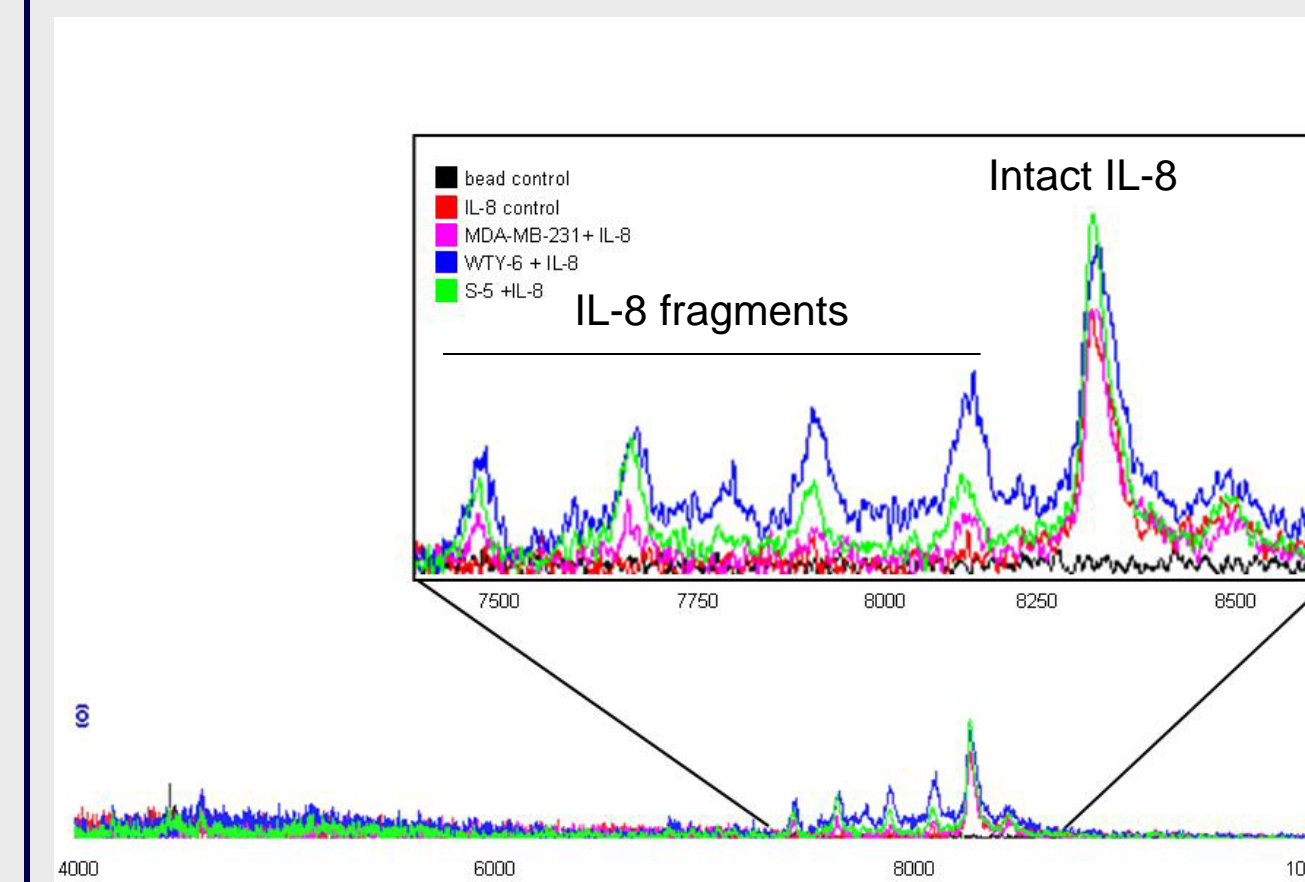 Intact IL-8
bead control
IL-8 control
MDA-MB-231+ IL-8
WTY-6 + IL-8
S-5 +IL-8
IL-8 fragments
7500 7750 8000 8250 8500
4000 6000 8000 10